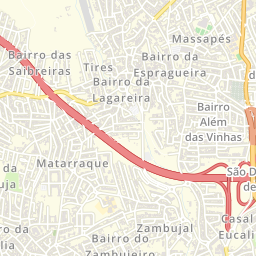 Massapés
Bairro das
Saibreiras
Tires
Bairro da
Espragueira
Bairro da
Lagareira
Bairro
Além
das Vinhas
Matarraque
São D
de
da
uja
Casal
Eucali
o da
lia
Bairro do
Zambujeiro
Zambujal